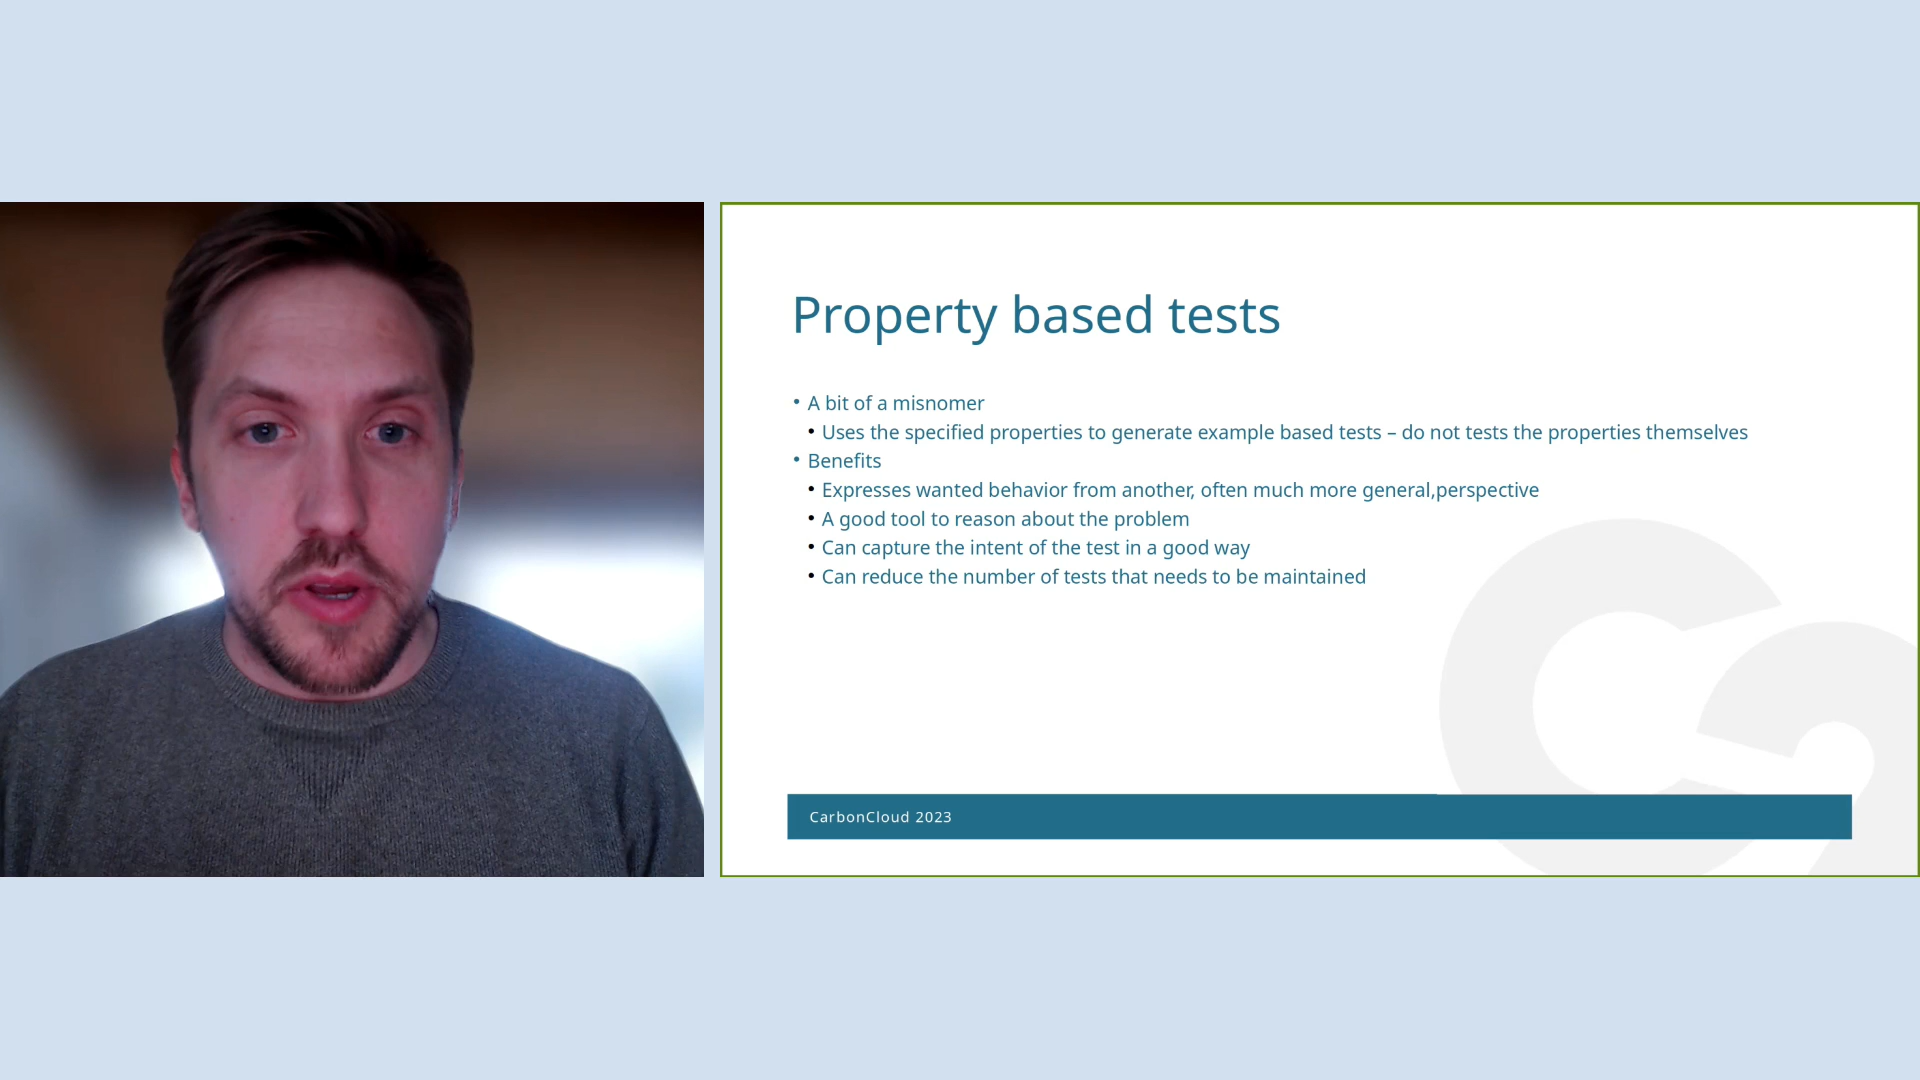 Property based tests
• A bit of a misnomer
• Uses the specified properties to generate example based tests – do not tests the properties themselves
• Benefits
• Expresses wanted behavior from another, often much more general,perspective
• A good tool to reason about the problem
• Can capture the intent of the test in a good way
• Can reduce the number of tests that needs to be maintained
CarbonCloud 2023